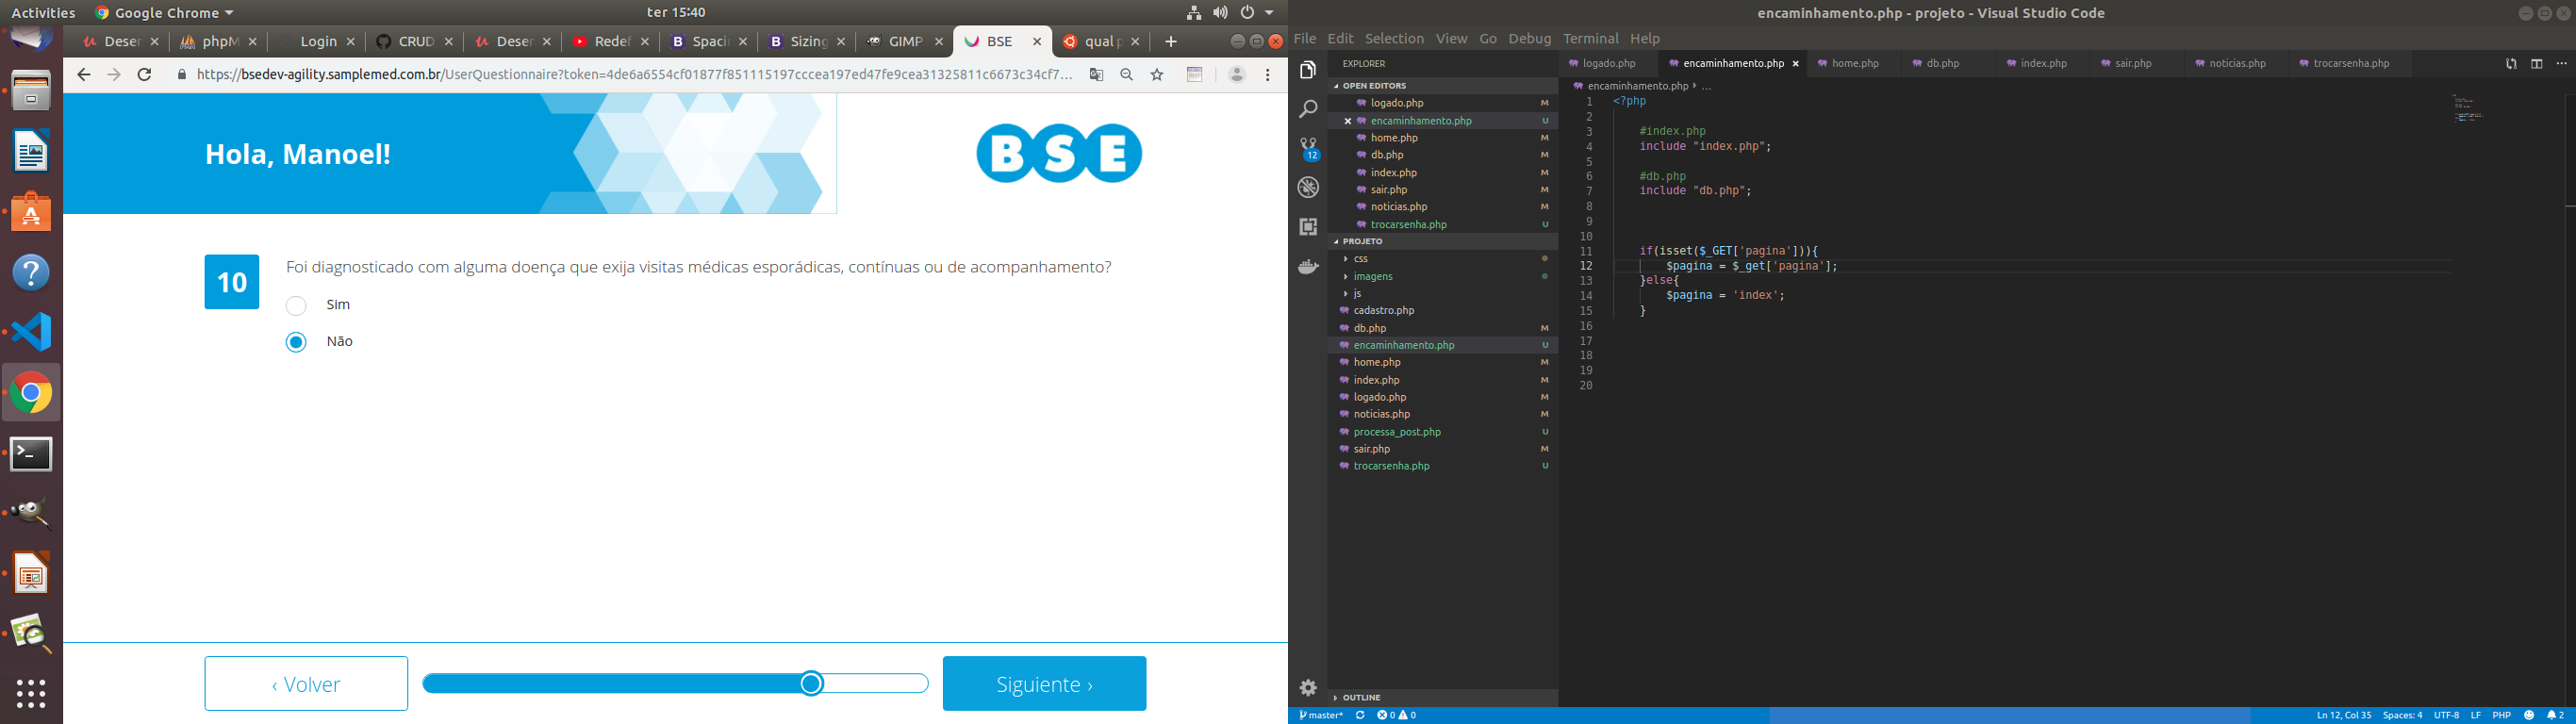 Activities Google Chrome ter 15:40
Deser phpM Login CRUD Deser Redef Spacin Sizing GIMP BSE qual p
https://bsedev-agility.samplemed.com.br/UserQuestionnaire?token=4de6a6554cf01877f851115197cccea197ed47fe9cea31325811c6673c34cf7...
Hola, Manoel!
BSE
10 Foi diagnosticado com alguma doença que exija visitas médicas esporádicas, contínuas ou de acompanhamento?
Sim
Não
‹ Volver
Siguiente ›
encaminhamento.php - projeto - Visual Studio Code
File Edit Selection View Go Debug Terminal Help
EXPLORER
OPEN EDITORS
logado.php M
encaminhamento.php U
home.php M
db.php M
index.php M
sair.php M
noticias.php M
trocarsenha.php U
PROJETO
css
imagens
js
cadastro.php
db.php M
encaminhamento.php U
home.php M
index.php M
logado.php M
noticias.php M
processa_post.php U
sair.php M
trocarsenha.php U
OUTLINE
12
logado.php encaminhamento.php home.php db.php index.php sair.php noticias.php trocarsenha.php
encaminhamento.php › ...
1 <?php
2
3 #index.php
4 include "index.php";
5
6 #db.php
7 include "db.php";
8
9
10
11 if(isset($_GET['pagina'])){
12 $pagina = $_get['pagina'];
13 }else{
14 $pagina = 'index';
15 }
16
17
18
19
20
master* 0 0 Ln 12, Col 35 Spaces: 4 UTF-8 LF PHP 2